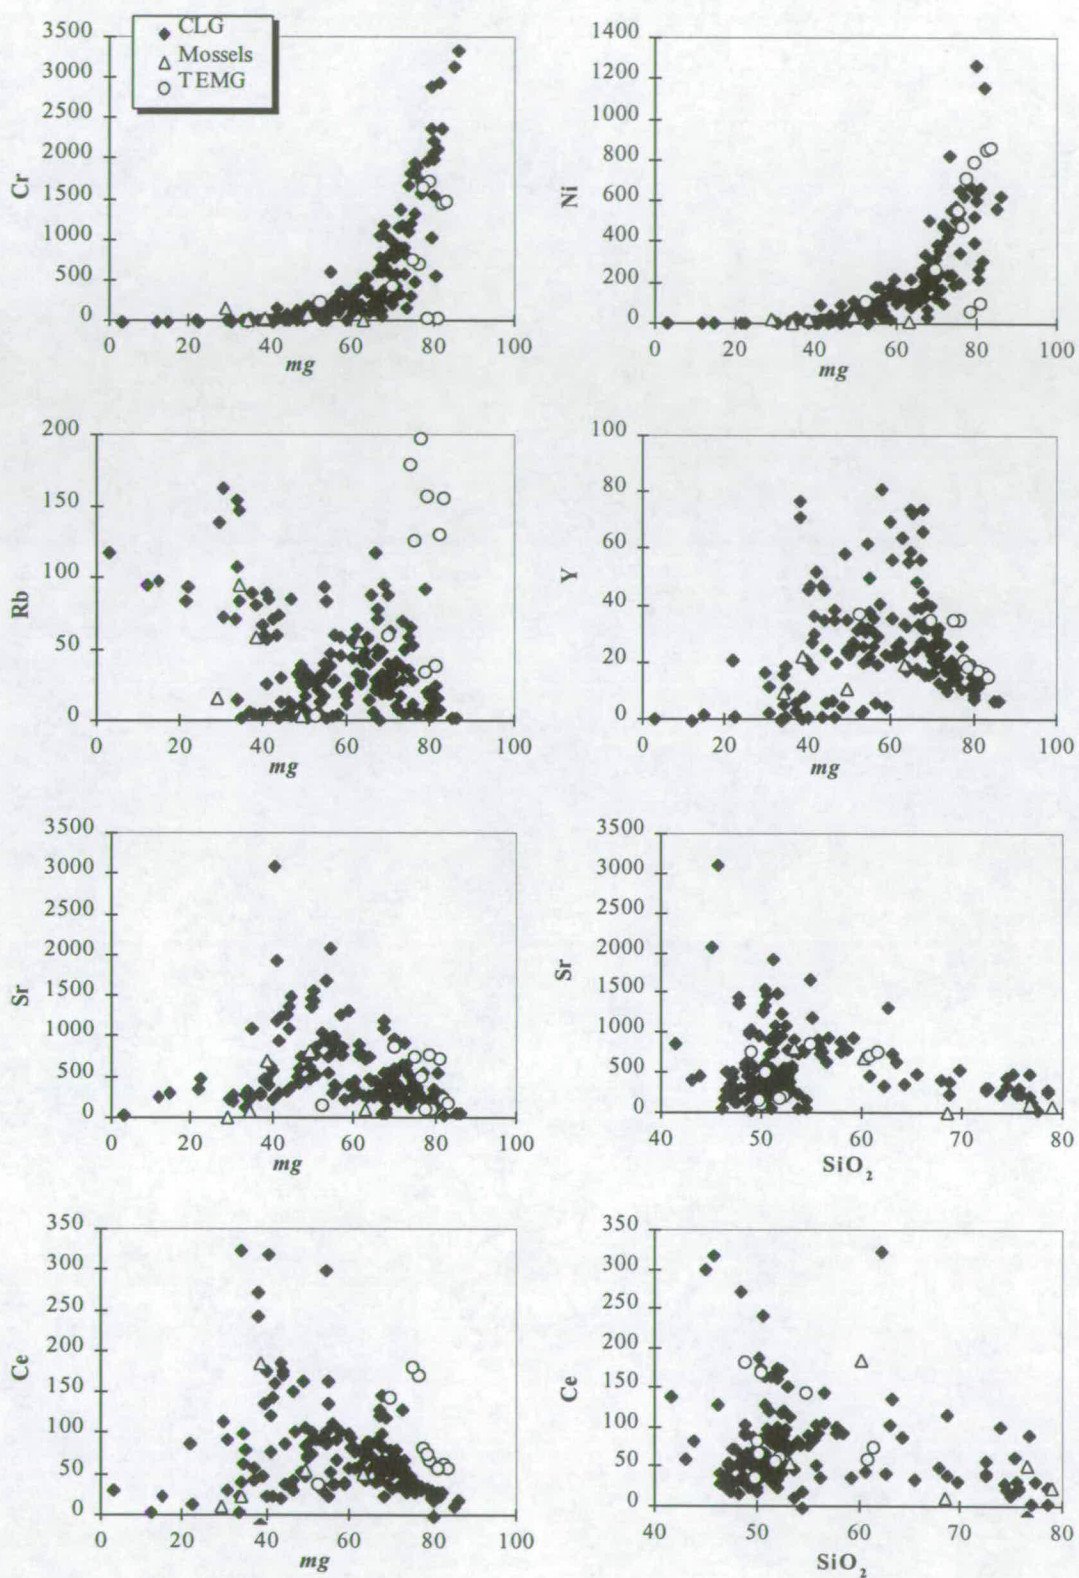 CLG
Mossels
TEMG
3500
3000
2500
2000
1500
1000
500
0
Cr
0 20 40 60 80 100
mg
1400
1200
1000
800
600
400
200
0
Ni
0 20 40 60 80 100
mg
200
150
100
50
0
Rb
0 20 40 60 80 100
mg
100
80
60
40
20
0
Y
0 20 40 60 80 100
mg
3500
3000
2500
2000
1500
1000
500
0
Sr
0 20 40 60 80 100
mg
3500
3000
2500
2000
1500
1000
500
0
Sr
40 50 60 70 80
SiO₂
350
300
250
200
150
100
50
0
Ce
0 20 40 60 80 100
mg
350
300
250
200
150
100
50
0
Ce
40 50 60 70 80
SiO₂